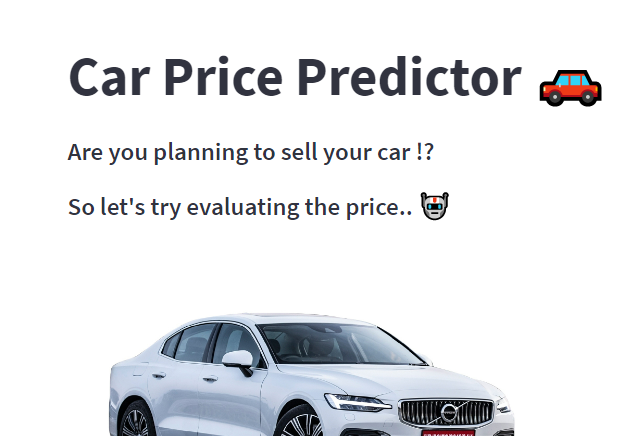 Car Price Predictor 🚗
Are you planning to sell your car !?
So let's try evaluating the price.. 🤖